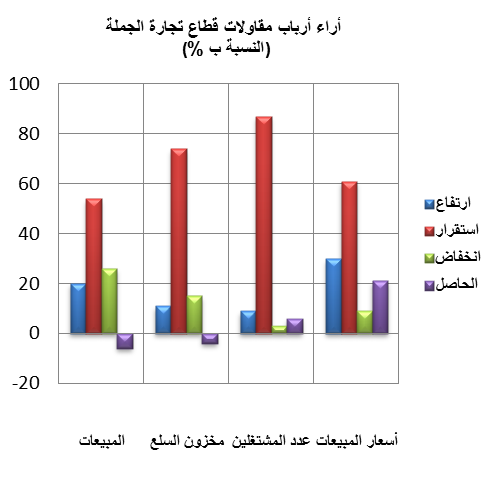 أراء أرباب مقاولات قطاع تجارة الجملة
(النسبة ب %)
100
80
60
40
20
0
-20
ارتفاع
استقرار
انخفاض
الحاصل
المبيعات
مخزون السلع
عدد المشتغلين
أسعار المبيعات